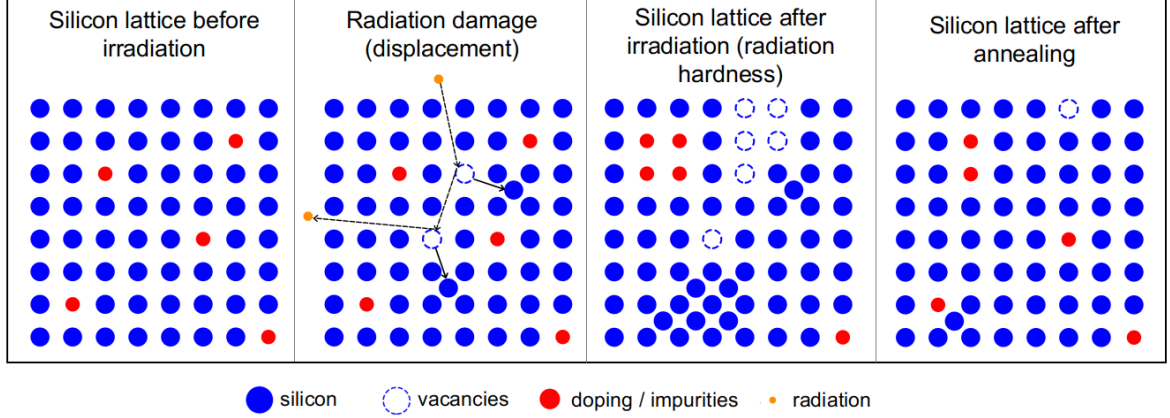 Silicon lattice before
irradiation
Radiation damage
(displacement)
Silicon lattice after
irradiation (radiation
hardness)
Silicon lattice after
annealing
silicon
vacancies
doping / impurities
radiation